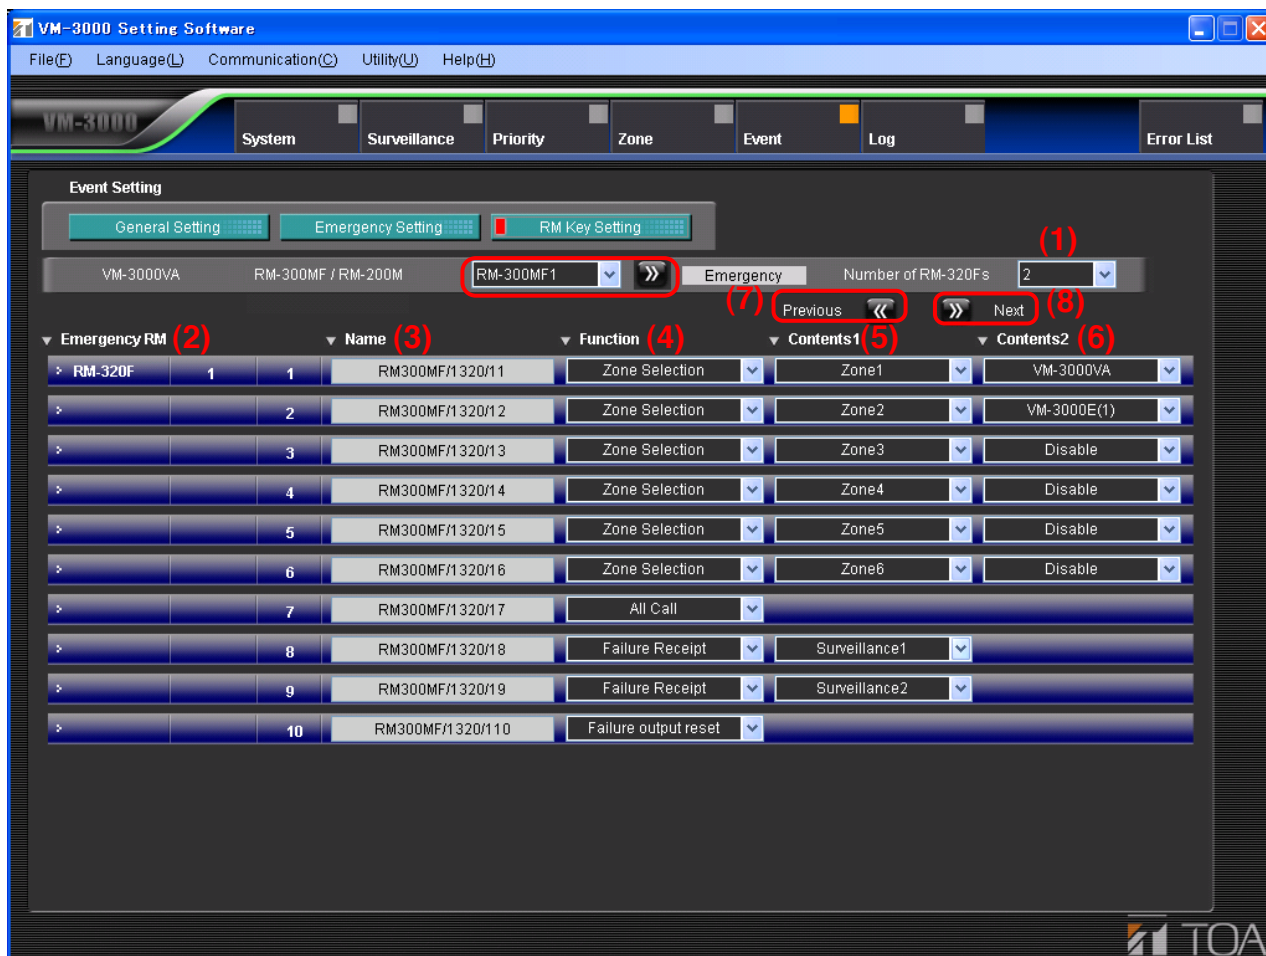 VM-3000 Setting Software
File(F) Language(L) Communication(C) Utility(U) Help(H)
VM-3000 System Surveillance Priority Zone Event Log Error List
Event Setting
General Setting Emergency Setting RM Key Setting
(1)
VM-3000VA RM-300MF / RM-200M RM-300MF1 Emergency Number of RM-320Fs 2
(7) Previous Next (8)
Emergency RM (2) Name (3) Function (4) Contents1 (5) Contents2 (6)
RM-320F 1 1 RM300MF/1320/11 Zone Selection Zone1 VM-3000VA
2 RM300MF/1320/12 Zone Selection Zone2 VM-3000E(1)
3 RM300MF/1320/13 Zone Selection Zone3 Disable
4 RM300MF/1320/14 Zone Selection Zone4 Disable
5 RM300MF/1320/15 Zone Selection Zone5 Disable
6 RM300MF/1320/16 Zone Selection Zone6 Disable
7 RM300MF/1320/17 All Call
8 RM300MF/1320/18 Failure Receipt Surveillance1
9 RM300MF/1320/19 Failure Receipt Surveillance2
10 RM300MF/1320/110 Failure output reset
TOA